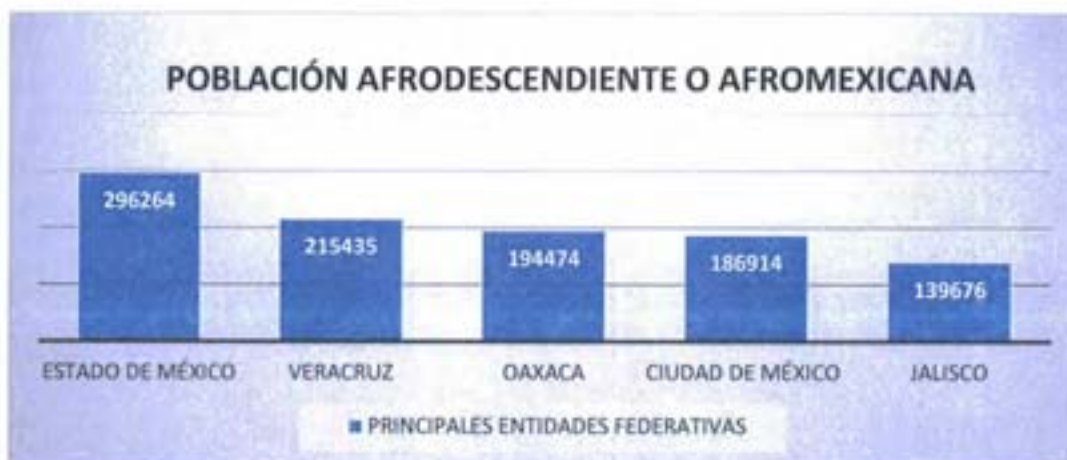 POBLACIÓN AFRODESCENDIENTE O AFROMEXICANA
296264
215435
194474
186914
139676
ESTADO DE MÉXICO VERACRUZ OAXACA CIUDAD DE MÉXICO JALISCO
PRINCIPALES ENTIDADES FEDERATIVAS